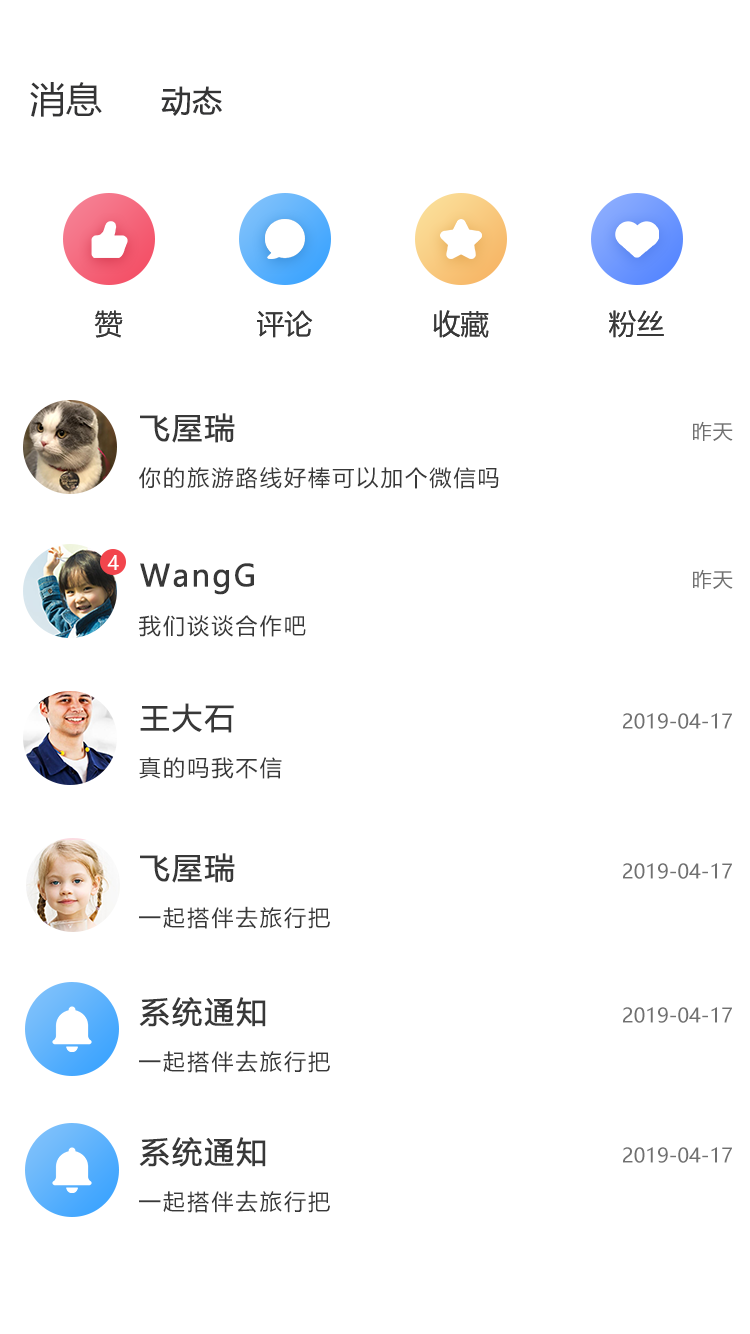 消息 动态
赞 评论 收藏 粉丝
飞屋瑞 昨天
你的旅游路线好棒可以加个微信吗
4
WangG 昨天
我们谈谈合作吧
王大石 2019-04-17
真的吗我不信
飞屋瑞 2019-04-17
一起搭伴去旅行把
系统通知 2019-04-17
一起搭伴去旅行把
系统通知 2019-04-17
一起搭伴去旅行把